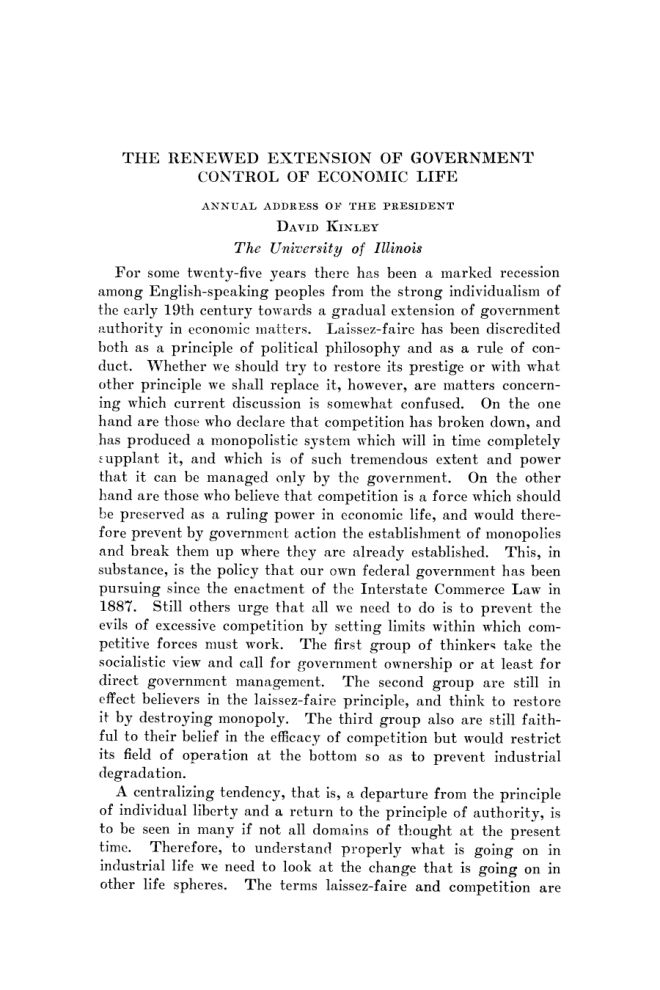 THE RENEWED EXTENSION OF GOVERNMENT
CONTROL OF ECONOMIC LIFE
ANNUAL ADDRESS OF THE PRESIDENT
DAVID KINLEY
The University of Illinois
For some twenty-five years there has been a marked recession
among English-speaking peoples from the strong individualism of
the early 19th century towards a gradual extension of government
authority in economic matters. Laissez-faire has been discredited
both as a principle of political philosophy and as a rule of con-
duct. Whether we should try to restore its prestige or with what
other principle we shall replace it, however, are matters concern-
ing which current discussion is somewhat confused. On the one
hand are those who declare that competition has broken down, and
has produced a monopolistic system which will in time completely
supplant it, and which is of such tremendous extent and power
that it can be managed only by the government. On the other
hand are those who believe that competition is a force which should
be preserved as a ruling power in economic life, and would there-
fore prevent by government action the establishment of monopolies
and break them up where they are already established. This, in
substance, is the policy that our own federal government has been
pursuing since the enactment of the Interstate Commerce Law in
1887. Still others urge that all we need to do is to prevent the
evils of excessive competition by setting limits within which com-
petitive forces must work. The first group of thinkers take the
socialistic view and call for government ownership or at least for
direct government management. The second group are still in
effect believers in the laissez-faire principle, and think to restore
it by destroying monopoly. The third group also are still faith-
ful to their belief in the efficacy of competition but would restrict
its field of operation at the bottom so as to prevent industrial
degradation.
A centralizing tendency, that is, a departure from the principle
of individual liberty and a return to the principle of authority, is
to be seen in many if not all domains of thought at the present
time. Therefore, to understand properly what is going on in
industrial life we need to look at the change that is going on in
other life spheres. The terms laissez-faire and competition are